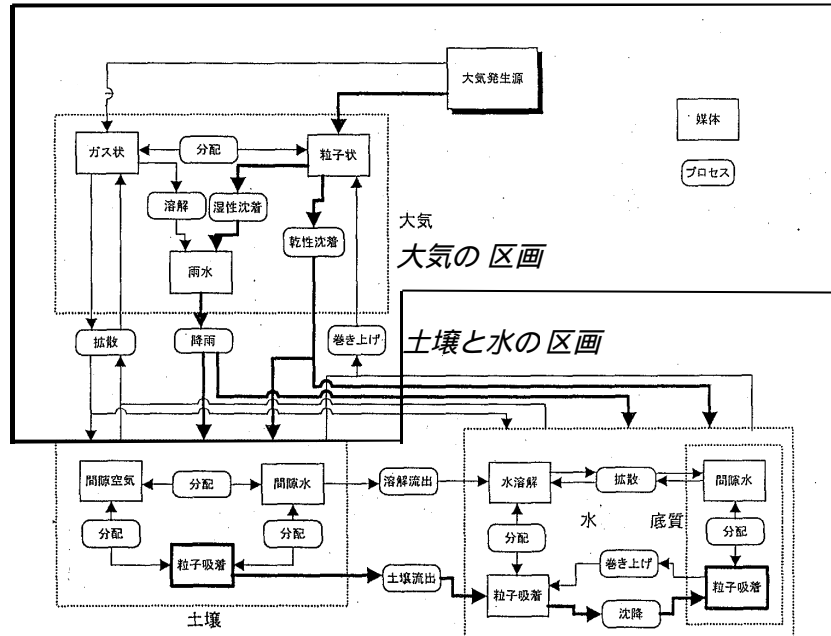 大気発生源
媒体
ガス状
分配
粒子状
プロセス
溶解
湿性沈着
大気
乾性沈着
大気の 区画
雨水
拡散
降雨
巻き上げ
土壌と水の 区画
間隙空気
分配
間隙水
溶解流出
水溶解
拡散
間隙水
分配
分配
水
底質
分配
分配
粒子吸着
土壌流出
粒子吸着
巻き上げ
粒子吸着
沈降
土壌